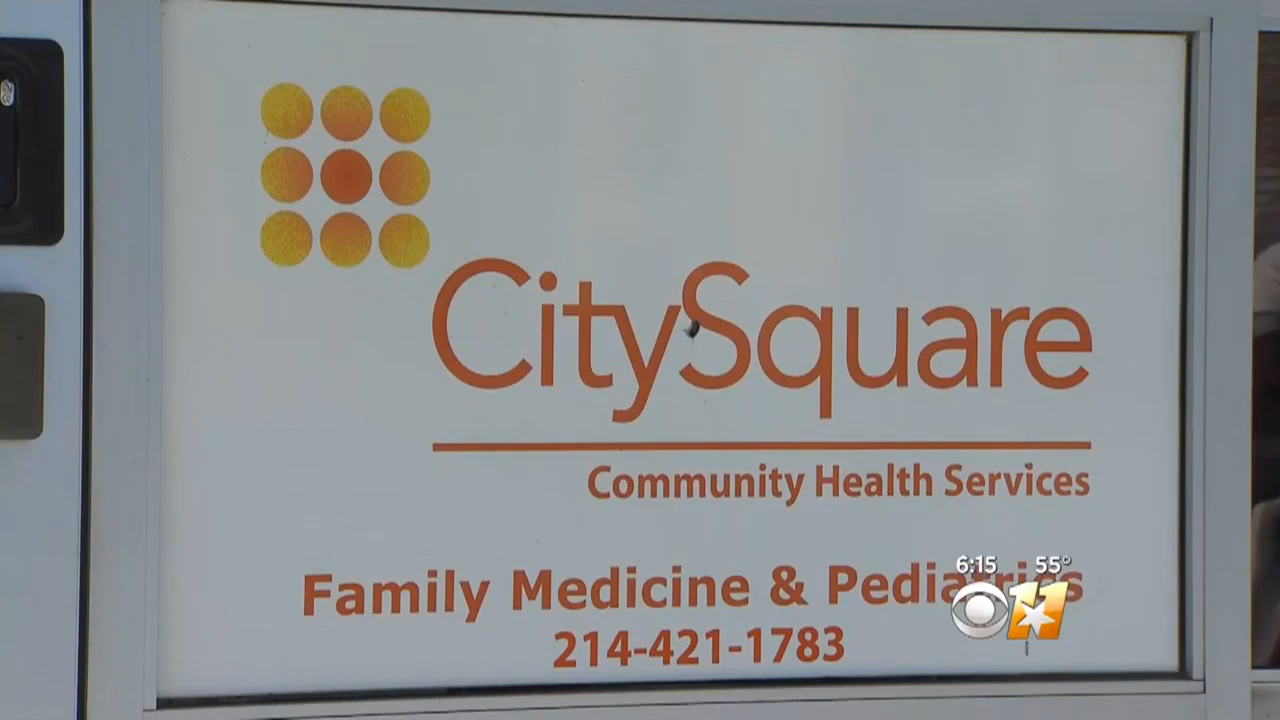 CitySquare
Community Health Services
Family Medicine & Pediatrics
214-421-1783
6:15 55°
11